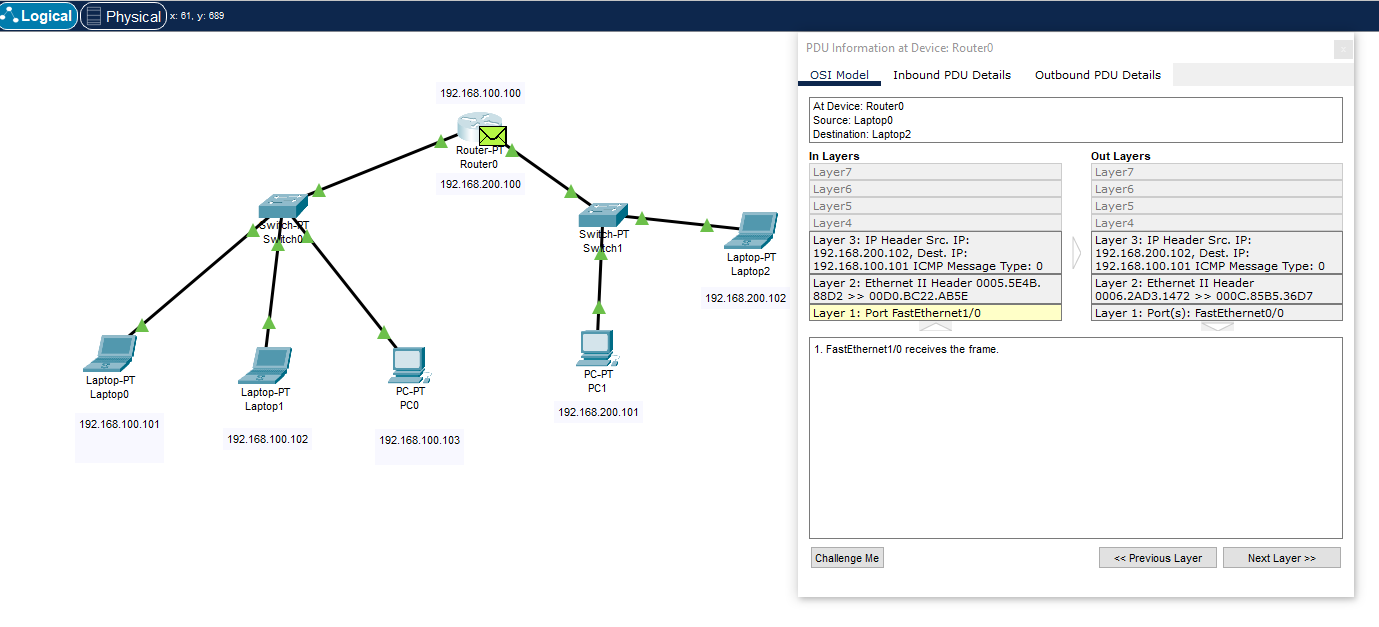 Logical
Physical
x: 61, y: 689
192.168.100.100
Router-PT
Router0
192.168.200.100
Switch-PT
Switch0
Switch-PT
Switch1
Laptop-PT
Laptop2
192.168.200.102
Laptop-PT
Laptop0
192.168.100.101
Laptop-PT
Laptop1
192.168.100.102
PC-PT
PC0
192.168.100.103
PC-PT
PC1
192.168.200.101
PDU Information at Device: Router0
OSI Model
Inbound PDU Details
Outbound PDU Details
At Device: Router0
Source: Laptop0
Destination: Laptop2
In Layers
Layer7
Layer6
Layer5
Layer4
Layer 3: IP Header Src. IP:
192.168.200.102, Dest. IP:
192.168.100.101 ICMP Message Type: 0
Layer 2: Ethernet II Header 0005.5E4B.
88D2 >> 00D0.BC22.AB5E
Layer 1: Port FastEthernet1/0
Out Layers
Layer7
Layer6
Layer5
Layer4
Layer 3: IP Header Src. IP:
192.168.200.102, Dest. IP:
192.168.100.101 ICMP Message Type: 0
Layer 2: Ethernet II Header
0006.2AD3.1472 >> 000C.85B5.36D7
Layer 1: Port(s): FastEthernet0/0
1. FastEthernet1/0 receives the frame.
Challenge Me
<< Previous Layer
Next Layer >>